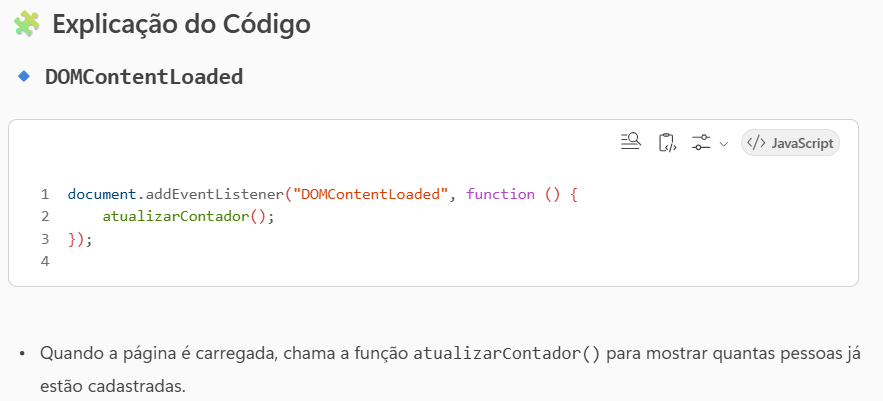 🧩 Explicação do Código
🔹 DOMContentLoaded
</> JavaScript
1 document.addEventListener("DOMContentLoaded", function () {
2     atualizarContador();
3 });
4
• Quando a página é carregada, chama a função atualizarContador() para mostrar quantas pessoas já
estão cadastradas.